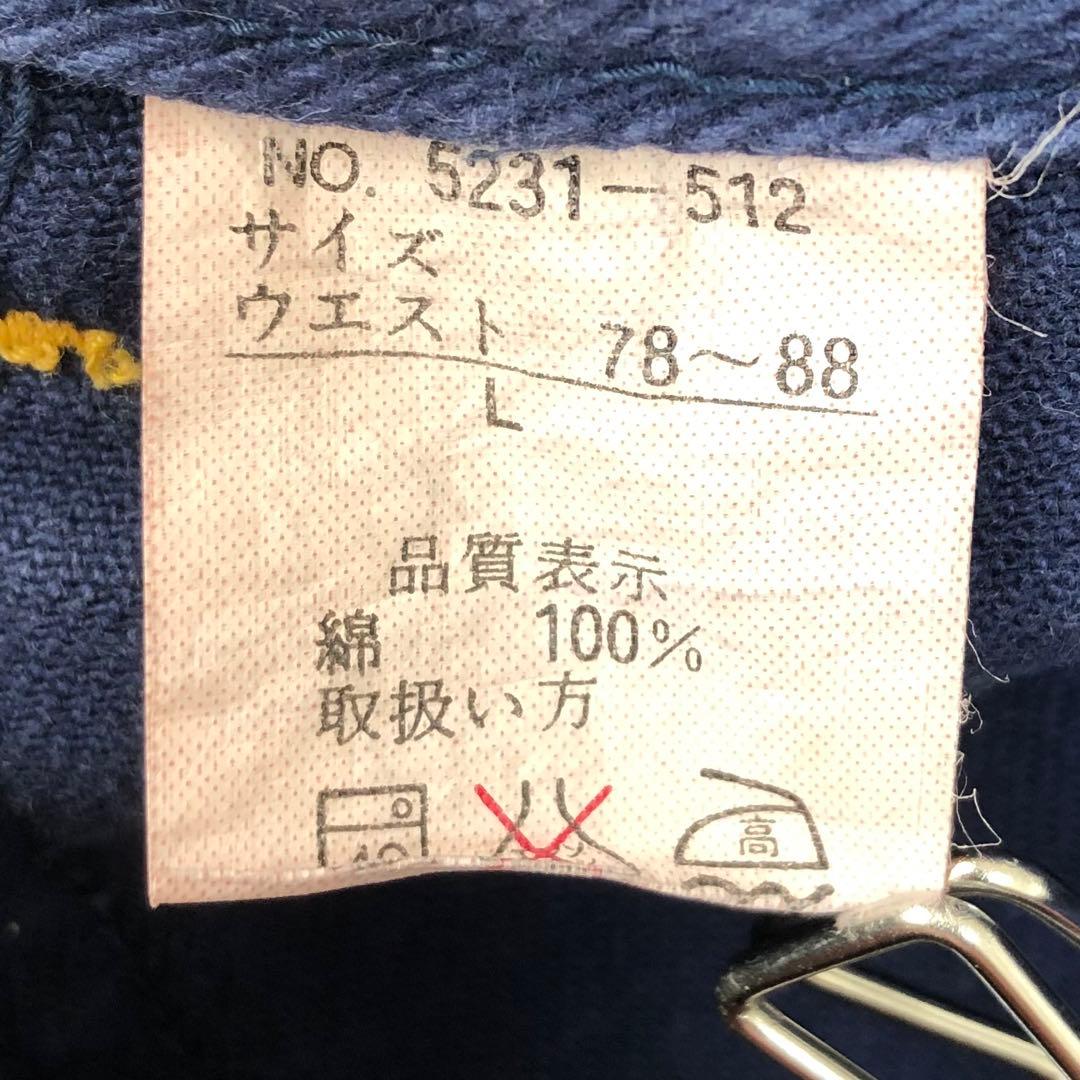 NO. 5231-512
サイズ
ウエスト 78～88
L
品質表示
綿 100%
取扱い方
高